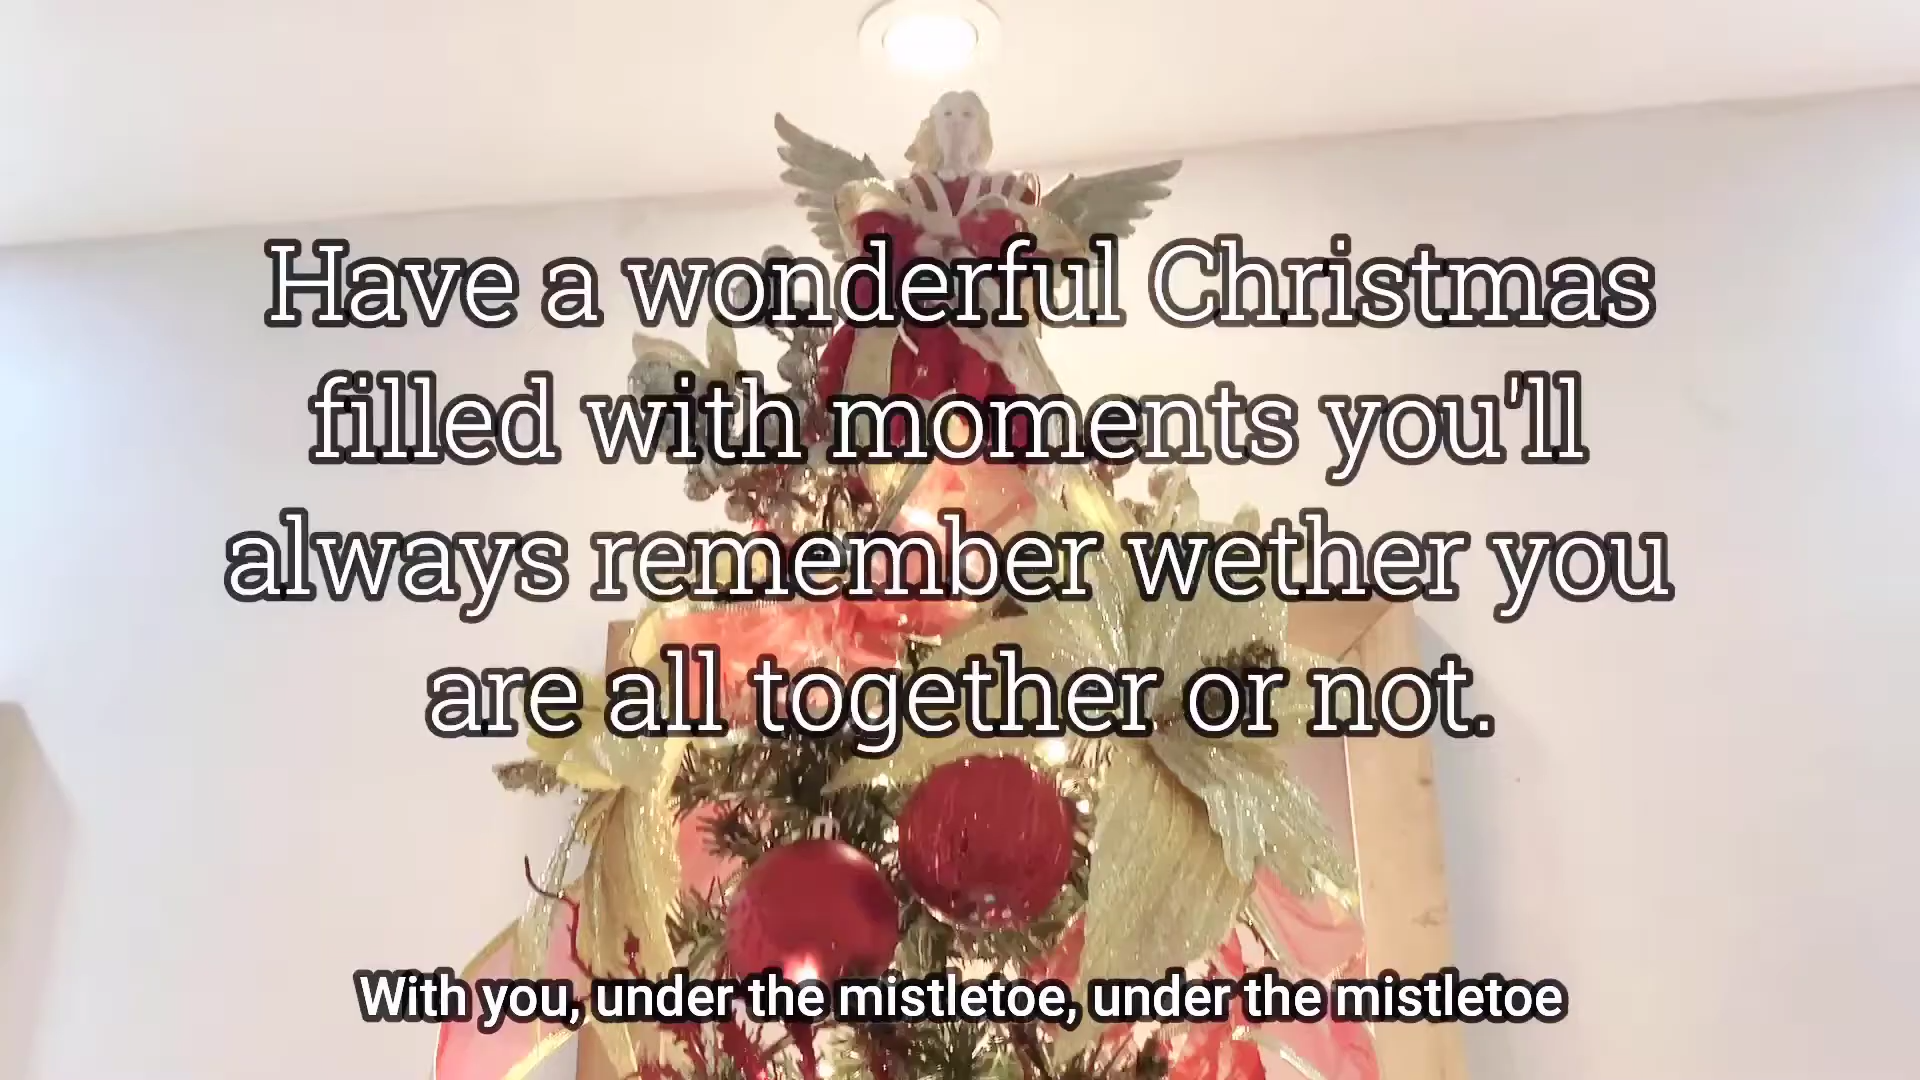 Have a wonderful Christmas
filled with moments you'll
always remember wether you
are all together or not.
With you, under the mistletoe, under the mistletoe